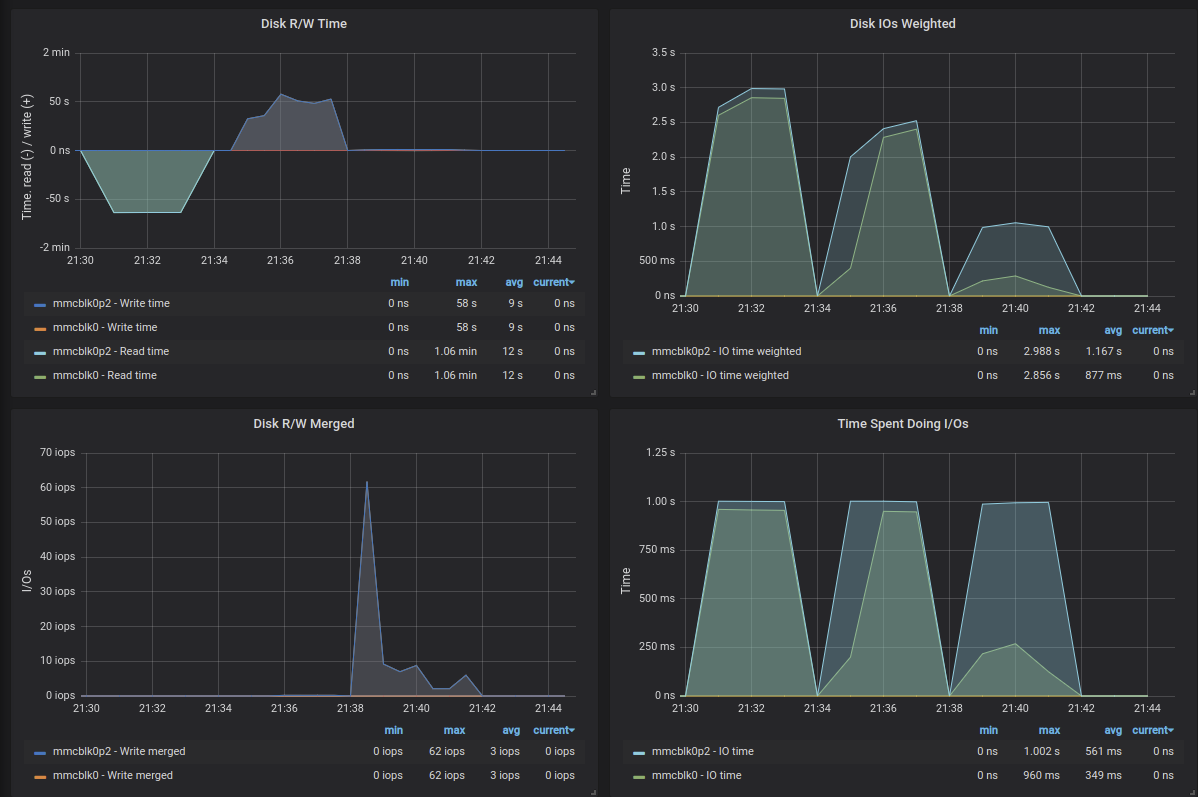 Disk R/W Time
Time. read (-) / write (+)
2 min
50 s
0 ns
-50 s
-2 min
21:30 21:32 21:34 21:36 21:38 21:40 21:42 21:44
min max avg current
mmcblk0p2 - Write time 0 ns 58 s 9 s 0 ns
mmcblk0 - Write time 0 ns 58 s 9 s 0 ns
mmcblk0p2 - Read time 0 ns 1.06 min 12 s 0 ns
mmcblk0 - Read time 0 ns 1.06 min 12 s 0 ns
Disk IOs Weighted
Time
3.5 s
3.0 s
2.5 s
2.0 s
1.5 s
1.0 s
500 ms
0 ns
21:30 21:32 21:34 21:36 21:38 21:40 21:42 21:44
min max avg current
mmcblk0p2 - IO time weighted 0 ns 2.988 s 1.167 s 0 ns
mmcblk0 - IO time weighted 0 ns 2.856 s 877 ms 0 ns
Disk R/W Merged
I/Os
70 iops
60 iops
50 iops
40 iops
30 iops
20 iops
10 iops
0 iops
21:30 21:32 21:34 21:36 21:38 21:40 21:42 21:44
min max avg current
mmcblk0p2 - Write merged 0 iops 62 iops 3 iops 0 iops
mmcblk0 - Write merged 0 iops 62 iops 3 iops 0 iops
Time Spent Doing I/Os
Time
1.25 s
1.00 s
750 ms
500 ms
250 ms
0 ns
21:30 21:32 21:34 21:36 21:38 21:40 21:42 21:44
min max avg current
mmcblk0p2 - IO time 0 ns 1.002 s 561 ms 0 ns
mmcblk0 - IO time 0 ns 960 ms 349 ms 0 ns